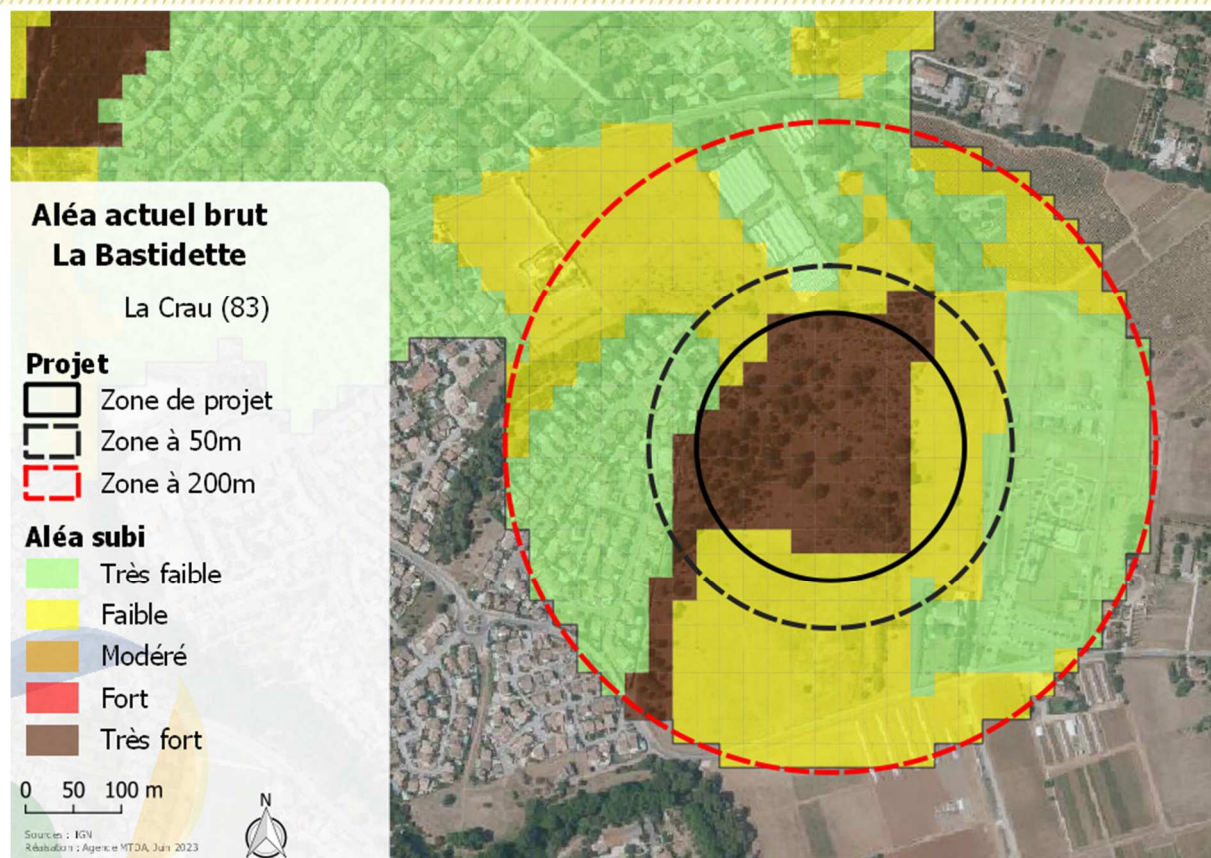 Aléa actuel brut
La Bastidette
La Crau (83)
Projet
Zone de projet
Zone à 50m
Zone à 200m
Aléa subi
Très faible
Faible
Modéré
Fort
Très fort
0 50 100 m
N
Sources : IGN
Réalisation : Agence MTDA, Juin 2023